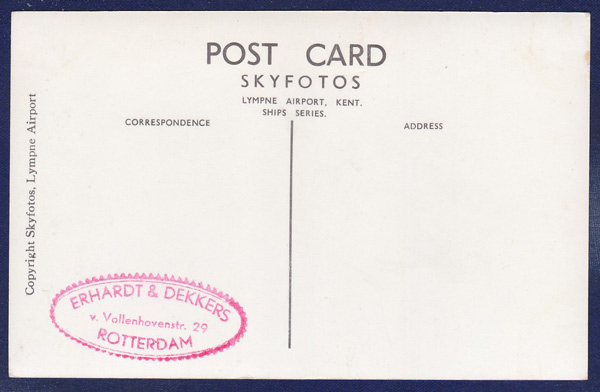 POST CARD
SKYFOTOS
LYMPNE AIRPORT, KENT.
SHIPS SERIES.
CORRESPONDENCE
ADDRESS
Copyright Skyfotos, Lympne Airport
ERHARDT & DEKKERS
v. Vollenhovenstr. 29
ROTTERDAM